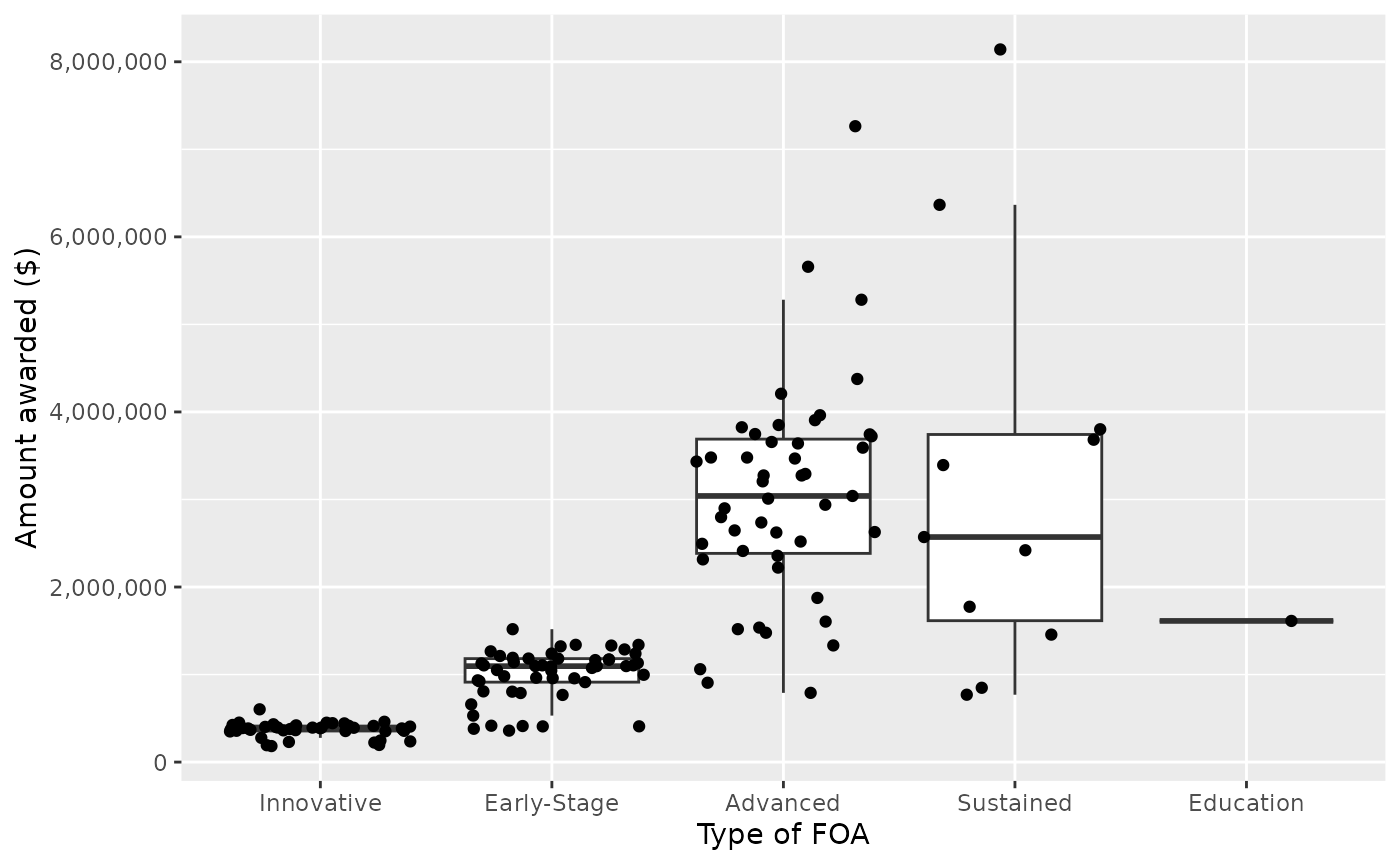 8,000,000
6,000,000
4,000,000
2,000,000
0
Amount awarded ($)
Innovative
Early-Stage
Advanced
Sustained
Education
Type of FOA